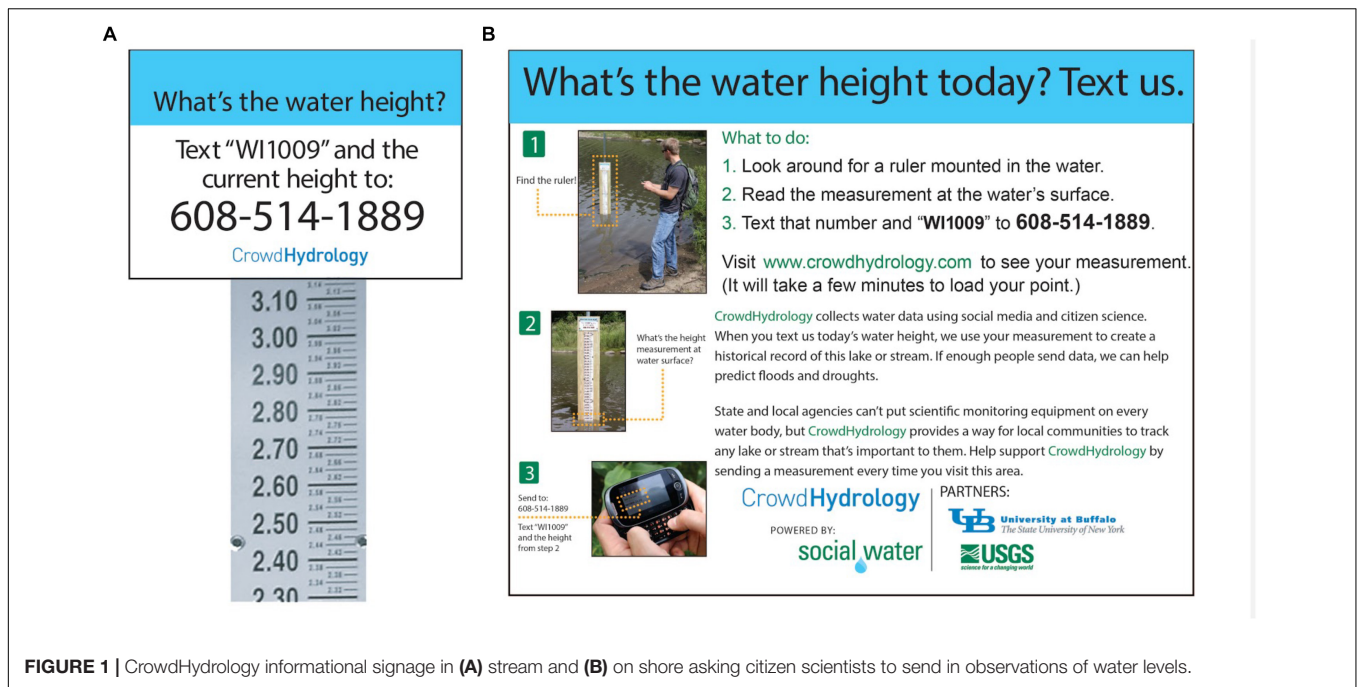 A
What's the water height?
Text "WI1009" and the
current height to:
608-514-1889
CrowdHydrology
3.10
3.00
2.90
2.80
2.70
2.60
2.50
2.40
2.30
B
What's the water height today? Text us.
1
Find the ruler!
2
What's the height
measurement at
water surface?
3
Send to:
608-514-1889
Text "WI1009"
and the height
from step 2
What to do:
1. Look around for a ruler mounted in the water.
2. Read the measurement at the water's surface.
3. Text that number and "WI1009" to 608-514-1889.
Visit www.crowdhydrology.com to see your measurement.
(It will take a few minutes to load your point.)
CrowdHydrology collects water data using social media and citizen science.
When you text us today's water height, we use your measurement to create a
historical record of this lake or stream. If enough people send data, we can help
predict floods and droughts.
State and local agencies can't put scientific monitoring equipment on every
water body, but CrowdHydrology provides a way for local communities to track
any lake or stream that's important to them. Help support CrowdHydrology by
sending a measurement every time you visit this area.
CrowdHydrology
POWERED BY:
social water
PARTNERS:
UB University at Buffalo
The State University of New York
USGS
science for a changing world
FIGURE 1 | CrowdHydrology informational signage in (A) stream and (B) on shore asking citizen scientists to send in observations of water levels.